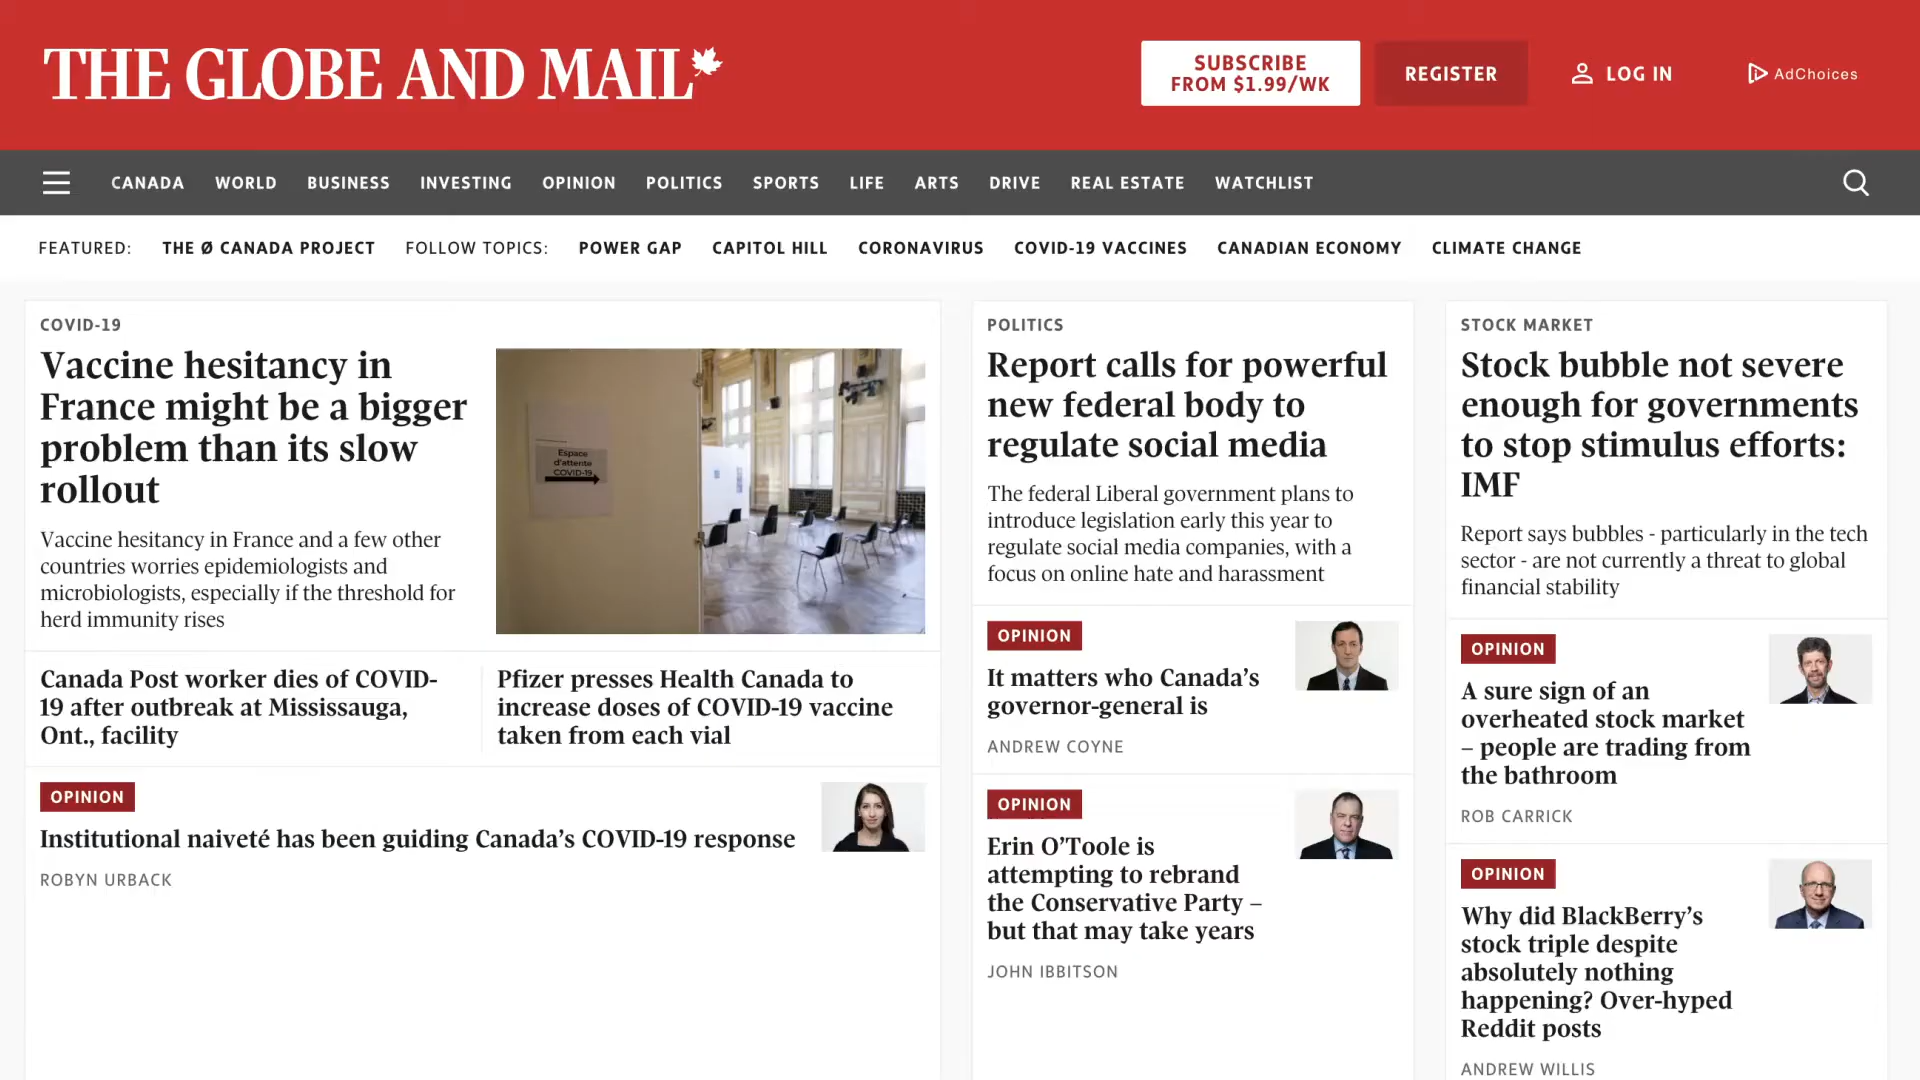 THE GLOBE AND MAIL
SUBSCRIBE
FROM $1.99/WK
REGISTER
LOG IN
AdChoices
CANADA WORLD BUSINESS INVESTING OPINION POLITICS SPORTS LIFE ARTS DRIVE REAL ESTATE WATCHLIST
FEATURED: THE Ø CANADA PROJECT FOLLOW TOPICS: POWER GAP CAPITOL HILL CORONAVIRUS COVID-19 VACCINES CANADIAN ECONOMY CLIMATE CHANGE
COVID-19
Vaccine hesitancy in
France might be a bigger
problem than its slow
rollout
Vaccine hesitancy in France and a few other
countries worries epidemiologists and
microbiologists, especially if the threshold for
herd immunity rises
Espace
d'attente
COVID-19
Canada Post worker dies of COVID-
19 after outbreak at Mississauga,
Ont., facility
Pfizer presses Health Canada to
increase doses of COVID-19 vaccine
taken from each vial
OPINION
Institutional naiveté has been guiding Canada’s COVID-19 response
ROBYN URBACK
POLITICS
Report calls for powerful
new federal body to
regulate social media
The federal Liberal government plans to
introduce legislation early this year to
regulate social media companies, with a
focus on online hate and harassment
OPINION
It matters who Canada’s
governor-general is
ANDREW COYNE
OPINION
Erin O’Toole is
attempting to rebrand
the Conservative Party –
but that may take years
JOHN IBBITSON
STOCK MARKET
Stock bubble not severe
enough for governments
to stop stimulus efforts:
IMF
Report says bubbles - particularly in the tech
sector - are not currently a threat to global
financial stability
OPINION
A sure sign of an
overheated stock market
– people are trading from
the bathroom
ROB CARRICK
OPINION
Why did BlackBerry’s
stock triple despite
absolutely nothing
happening? Over-hyped
Reddit posts
ANDREW WILLIS